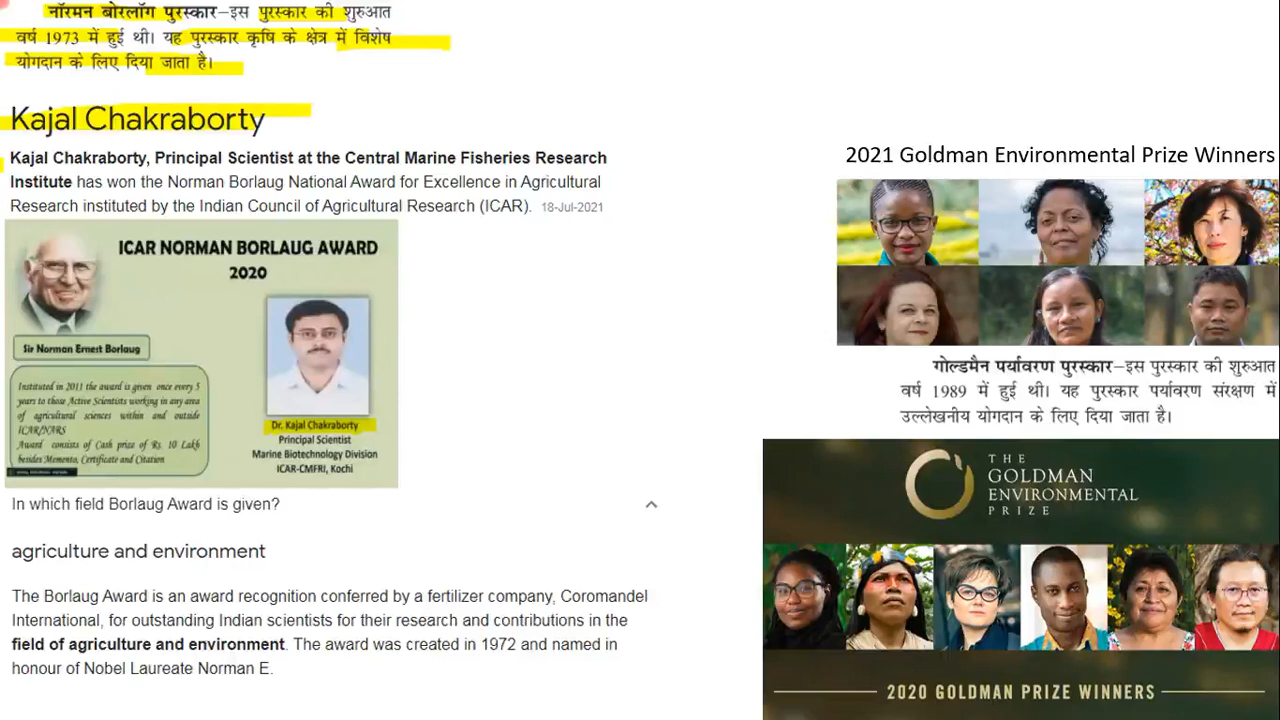 नॉरमन बोरलॉग पुरस्कार–इस पुरस्कार की शुरुआत
वर्ष 1973 में हुई थी। यह पुरस्कार कृषि के क्षेत्र में विशेष
योगदान के लिए दिया जाता है।
Kajal Chakraborty
Kajal Chakraborty, Principal Scientist at the Central Marine Fisheries Research
Institute has won the Norman Borlaug National Award for Excellence in Agricultural
Research instituted by the Indian Council of Agricultural Research (ICAR). 18-Jul-2021
ICAR NORMAN BORLAUG AWARD
2020
Sir Norman Ernest Borlaug
Instituted in 2011 the award is given once every 5
years to those Active Scientists working in any area
of agricultural sciences within and outside
ICAR/NARS
Award consists of Cash prize of Rs. 10 Lakh
besides Memento, Certificate and Citation
Dr. Kajal Chakraborty
Principal Scientist
Marine Biotechnology Division
ICAR-CMFRI, Kochi
In which field Borlaug Award is given?
agriculture and environment
The Borlaug Award is an award recognition conferred by a fertilizer company, Coromandel
International, for outstanding Indian scientists for their research and contributions in the
field of agriculture and environment. The award was created in 1972 and named in
honour of Nobel Laureate Norman E.
2021 Goldman Environmental Prize Winners
गोल्डमैन पर्यावरण पुरस्कार–इस पुरस्कार की शुरुआत
वर्ष 1989 में हुई थी। यह पुरस्कार पर्यावरण संरक्षण में
उल्लेखनीय योगदान के लिए दिया जाता है।
THE
GOLDMAN
ENVIRONMENTAL
PRIZE
2020 GOLDMAN PRIZE WINNERS